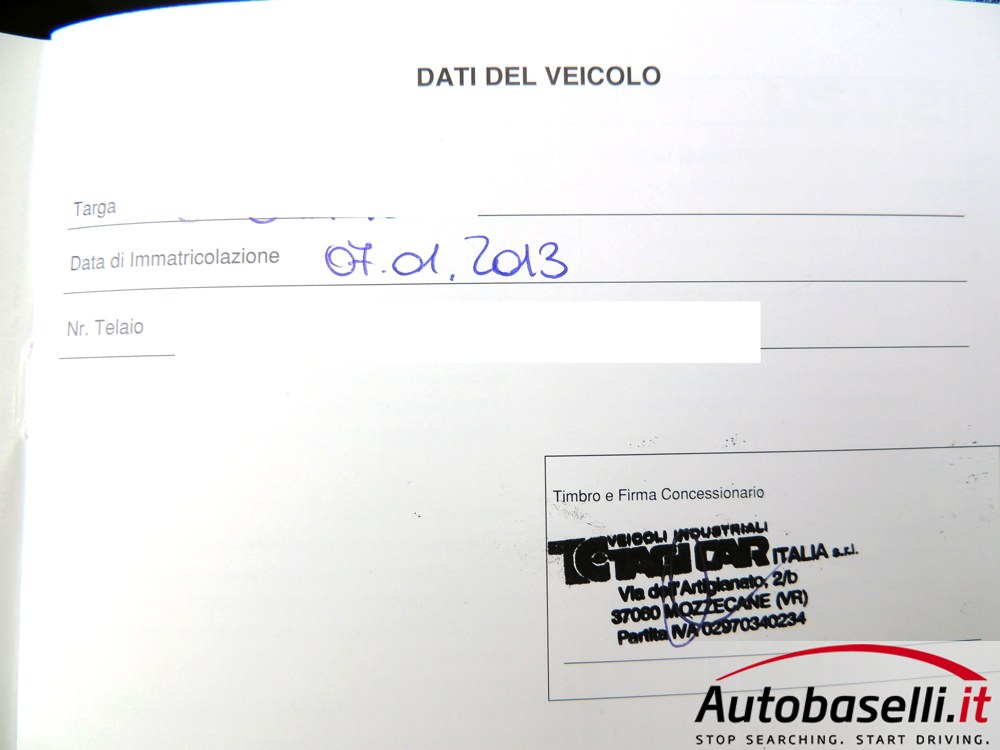 DATI DEL VEICOLO
Targa
Data di Immatricolazione 07.01.2013
Nr. Telaio
Timbro e Firma Concessionario
VEICOLI INDUSTRIALI
TAGI CAR ITALIA s.r.l.
Via dell'Artigianato, 2/b
37060 MOZZECANE (VR)
Partita IVA 02970340234
Autobaselli.it
STOP SEARCHING. START DRIVING.